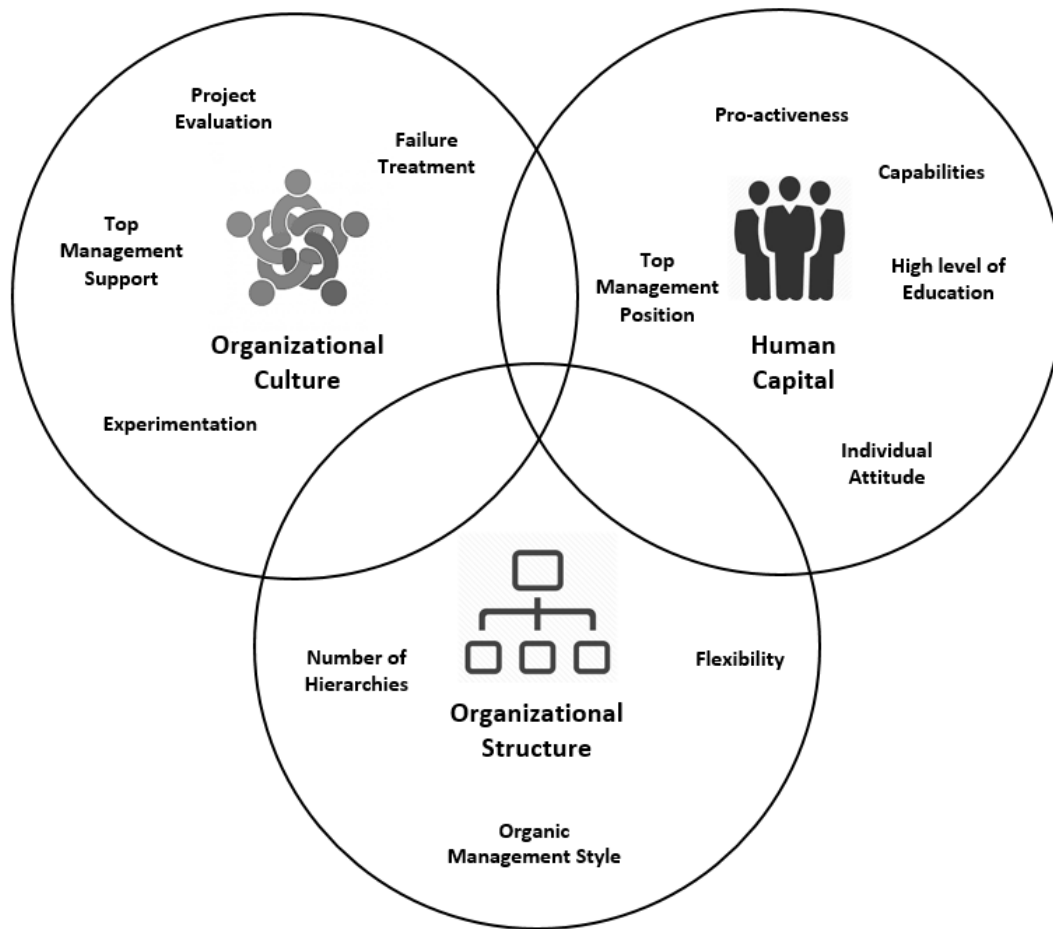 Project
Evaluation
Failure
Treatment
Top
Management
Support
Organizational
Culture
Experimentation
Pro-activeness
Capabilities
Top
Management
Position
High level of
Education
Human
Capital
Individual
Attitude
Number of
Hierarchies
Flexibility
Organizational
Structure
Organic
Management Style